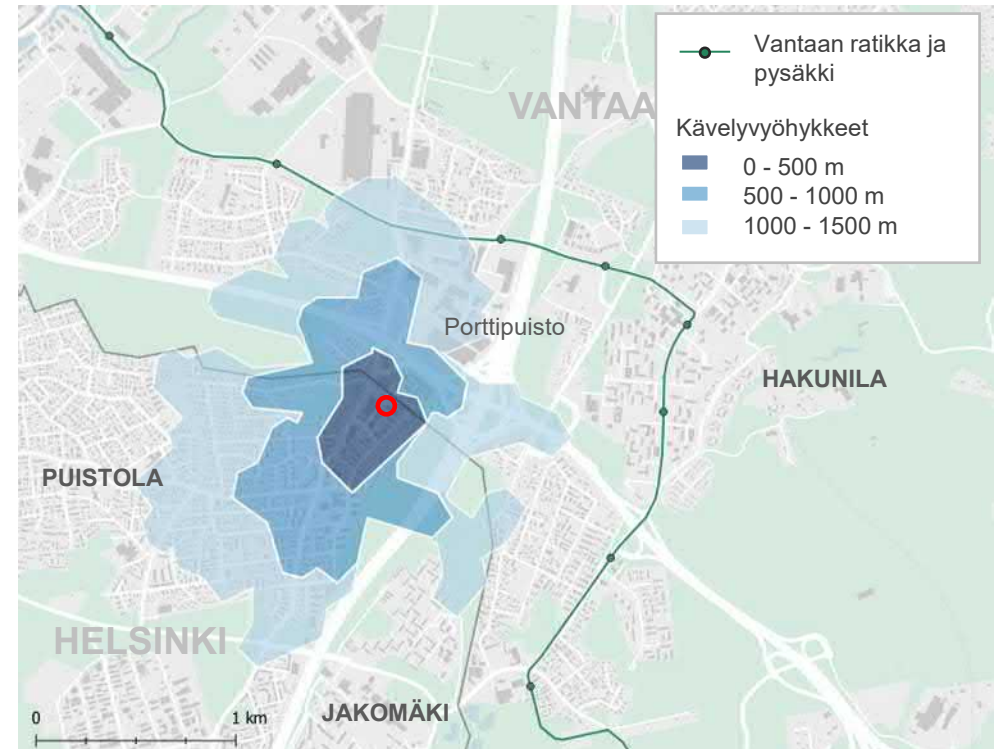 Vantaan ratikka ja
pysäkki
Kävelyvyöhykkeet
0 - 500 m
500 - 1000 m
1000 - 1500 m
VANTAA
Porttipuisto
HAKUNILA
PUISTOLA
HELSINKI
JAKOMÄKI
0
1 km